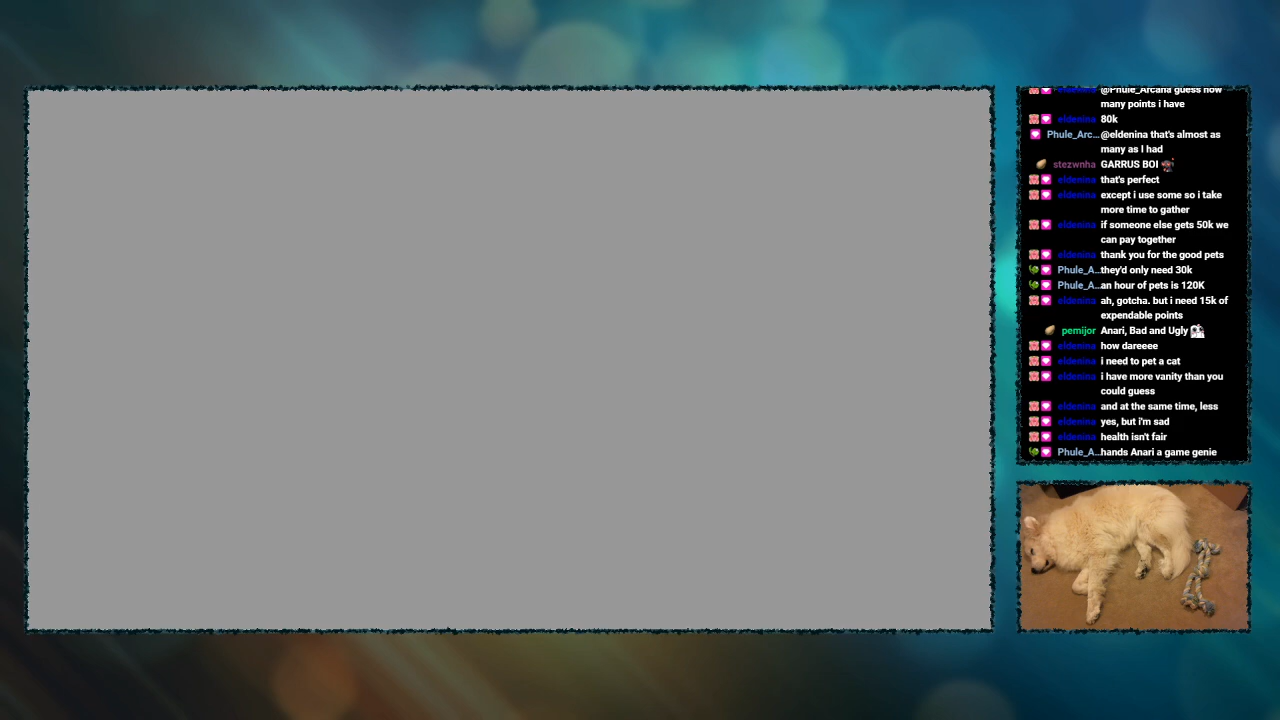 eldenina @Phule_Arcana guess how
many points i have
eldenina 80k
Phule_Arc... @eldenina that's almost as
many as I had
stezwnha GARRUS BOI
eldenina that's perfect
eldenina except i use some so i take
more time to gather
eldenina if someone else gets 50k we
can pay together
eldenina thank you for the good pets
Phule_A... they'd only need 30k
Phule_A... an hour of pets is 120K
eldenina ah, gotcha. but i need 15k of
expendable points
pemijor Anari, Bad and Ugly
eldenina how dareeee
eldenina i need to pet a cat
eldenina i have more vanity than you
could guess
eldenina and at the same time, less
eldenina yes, but i'm sad
eldenina health isn't fair
Phule_A... hands Anari a game genie